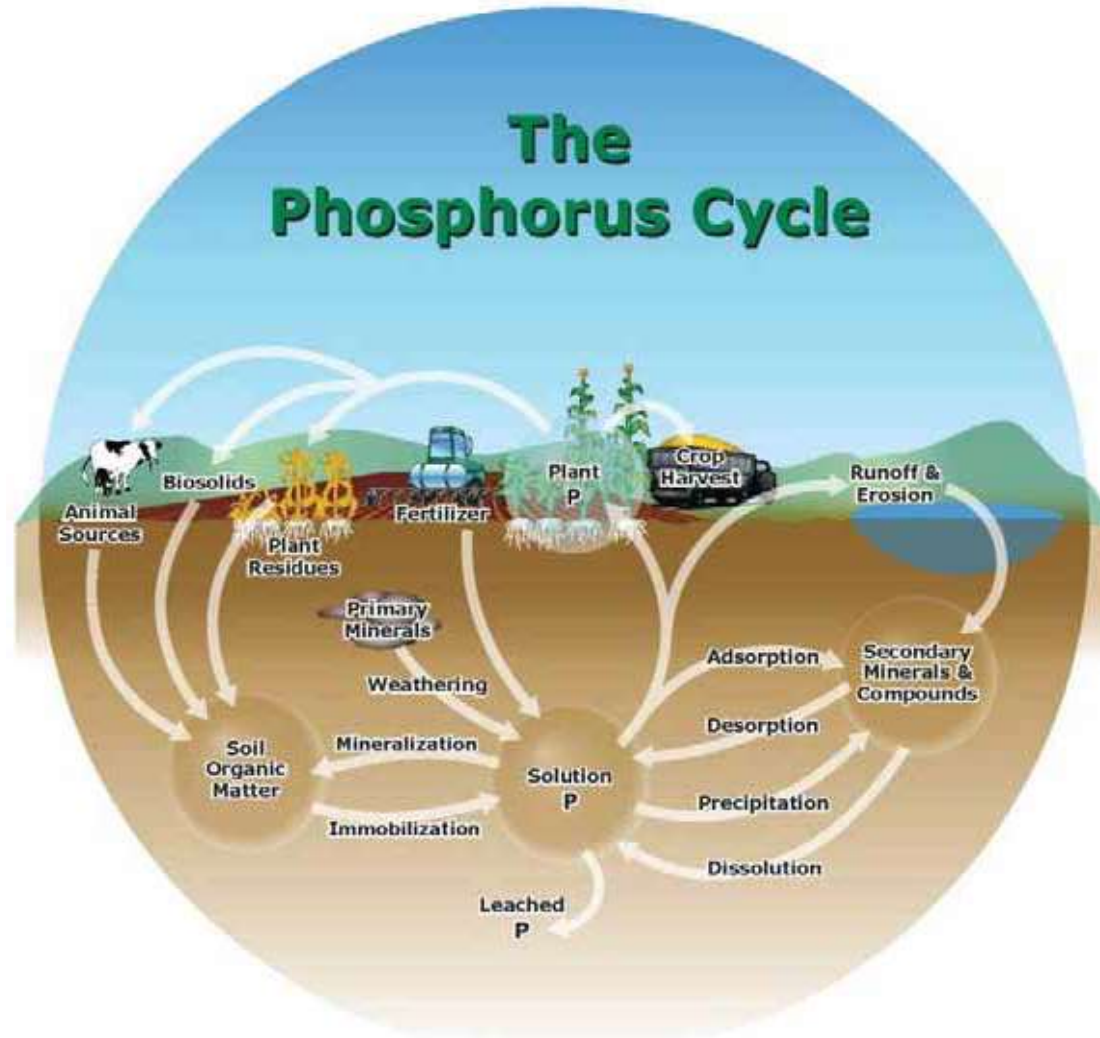 The
Phosphorus Cycle
Animal
Sources
Biosolids
Plant
Residues
Fertilizer
Plant
P
Crop
Harvest
Runoff &
Erosion
Primary
Minerals
Weathering
Adsorption
Secondary
Minerals &
Compounds
Desorption
Mineralization
Soil
Organic
Matter
Solution
P
Precipitation
Immobilization
Dissolution
Leached
P